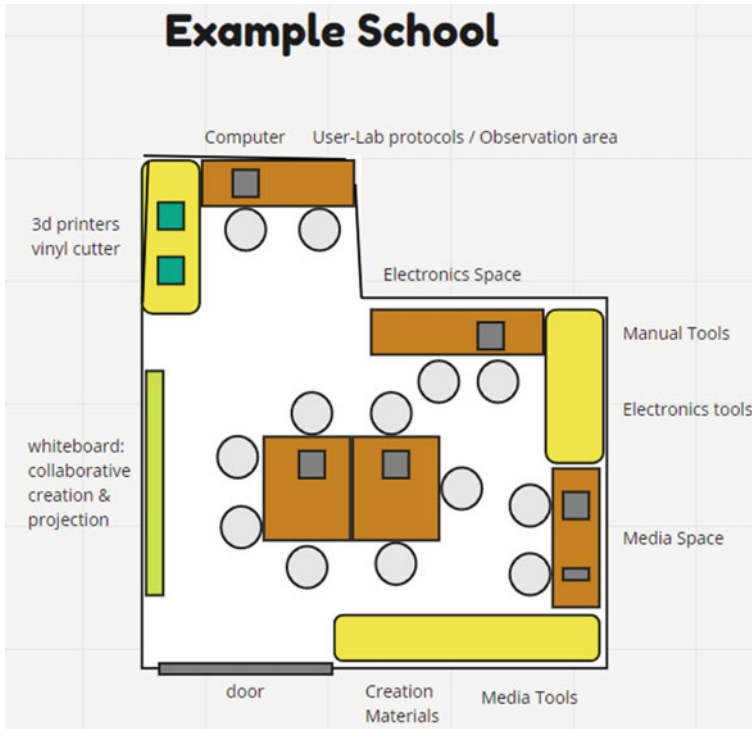 Example School
Computer
User-Lab protocols / Observation area
3d printers
vinyl cutter
Electronics Space
Manual Tools
Electronics tools
whiteboard:
collaborative
creation &
projection
Media Space
door
Creation
Materials
Media Tools